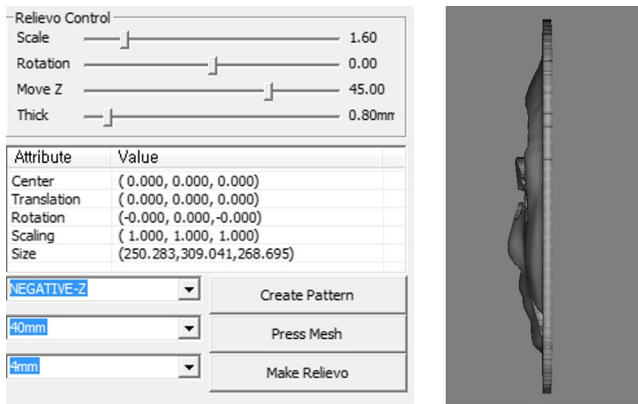 Relievo Control
Scale 1.60
Rotation 0.00
Move Z 45.00
Thick 0.80mm
Attribute Value
Center ( 0.000, 0.000, 0.000)
Translation ( 0.000, 0.000, 0.000)
Rotation (-0.000, 0.000,-0.000)
Scaling ( 1.000, 1.000, 1.000)
Size (250.283,309.041,268.695)
NEGATIVE-Z Create Pattern
40mm Press Mesh
4mm Make Relievo